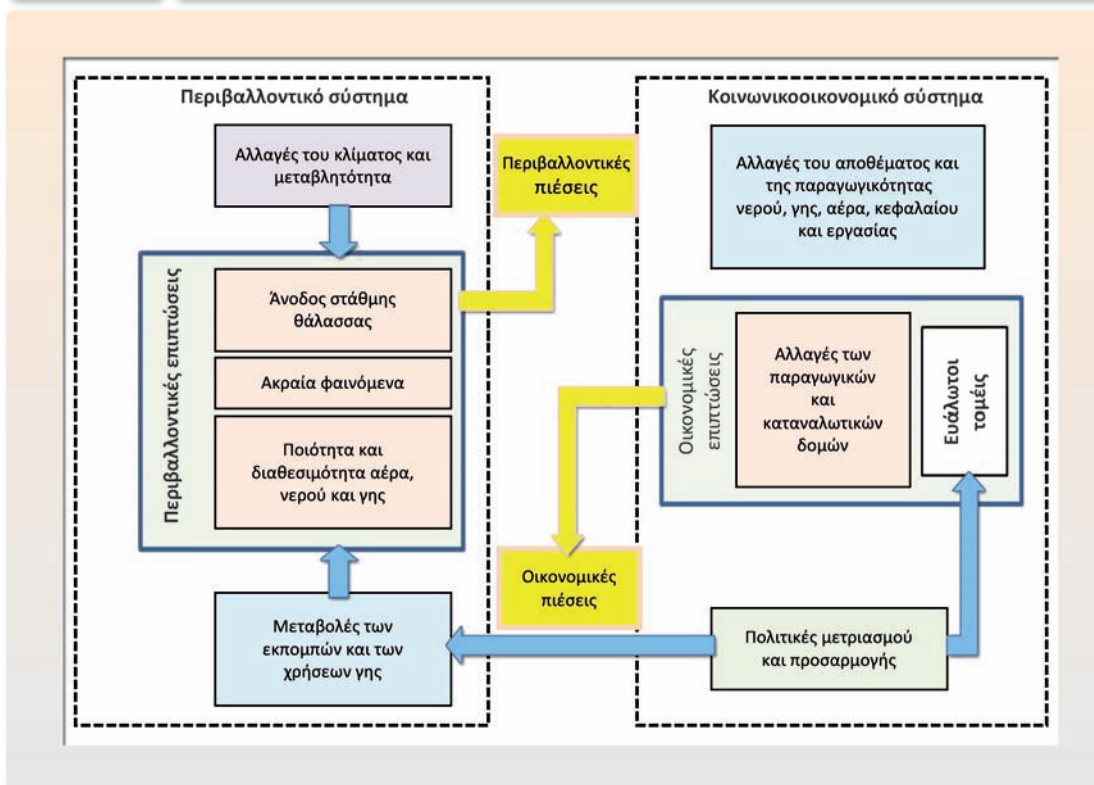 Περιβαλλοντικό σύστημα
Αλλαγές του κλίματος και
μεταβλητότητα
Περιβαλλοντικές επιπτώσεις
Άνοδος στάθμης
θάλασσας
Ακραία φαινόμενα
Ποιότητα και
διαθεσιμότητα αέρα,
νερού και γης
Μεταβολές των
εκπομπών και των
χρήσεων γης
Περιβαλλοντικές
πιέσεις
Οικονομικές
πιέσεις
Κοινωνικοοικονομικό σύστημα
Αλλαγές του αποθέματος και
της παραγωγικότητας
νερού, γης, αέρα, κεφαλαίου
και εργασίας
Οικονομικές
επιπτώσεις
Αλλαγές των
παραγωγικών
και
καταναλωτικών
δομών
Ευάλωτοι
τομείς
Πολιτικές μετριασμού
και προσαρμογής